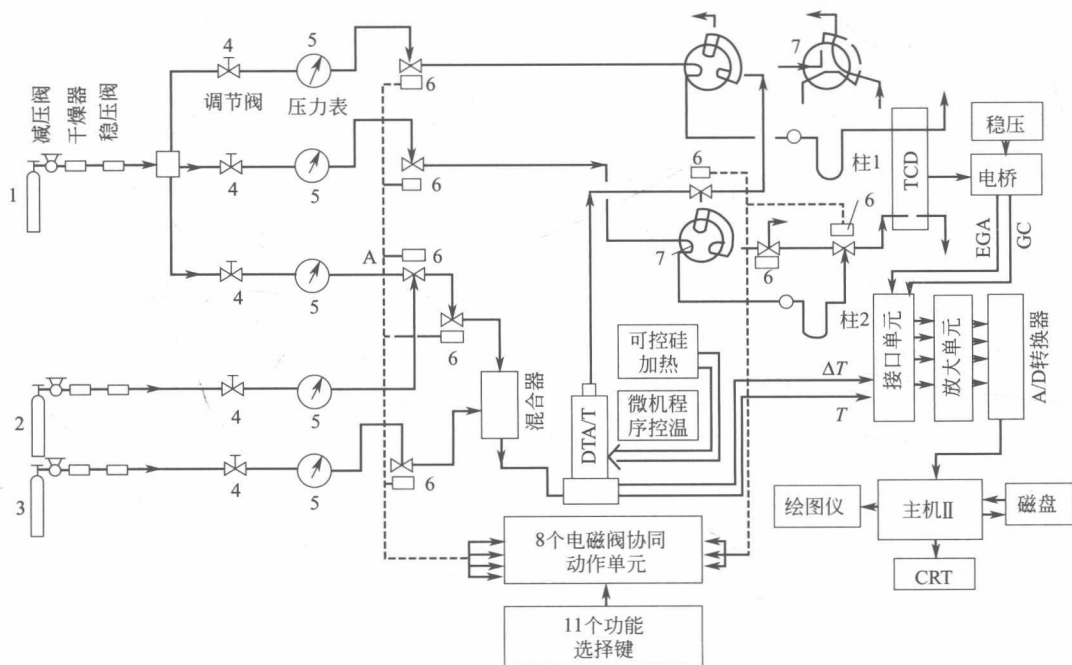 4
5
6
7
减压阀
干燥器
稳压阀
调节阀
压力表
1
4
5
6
6
柱1
TCD
稳压
电桥
6
EGA
GC
A
6
4
5
6
7
6
柱2
接口单元
放大单元
A/D转换器
可控硅
加热
微机程
序控温
ΔT
T
2
4
5
混合器
DTA/T
3
4
5
6
8个电磁阀协同
动作单元
11个功能
选择键
绘图仪
主机Ⅱ
磁盘
CRT